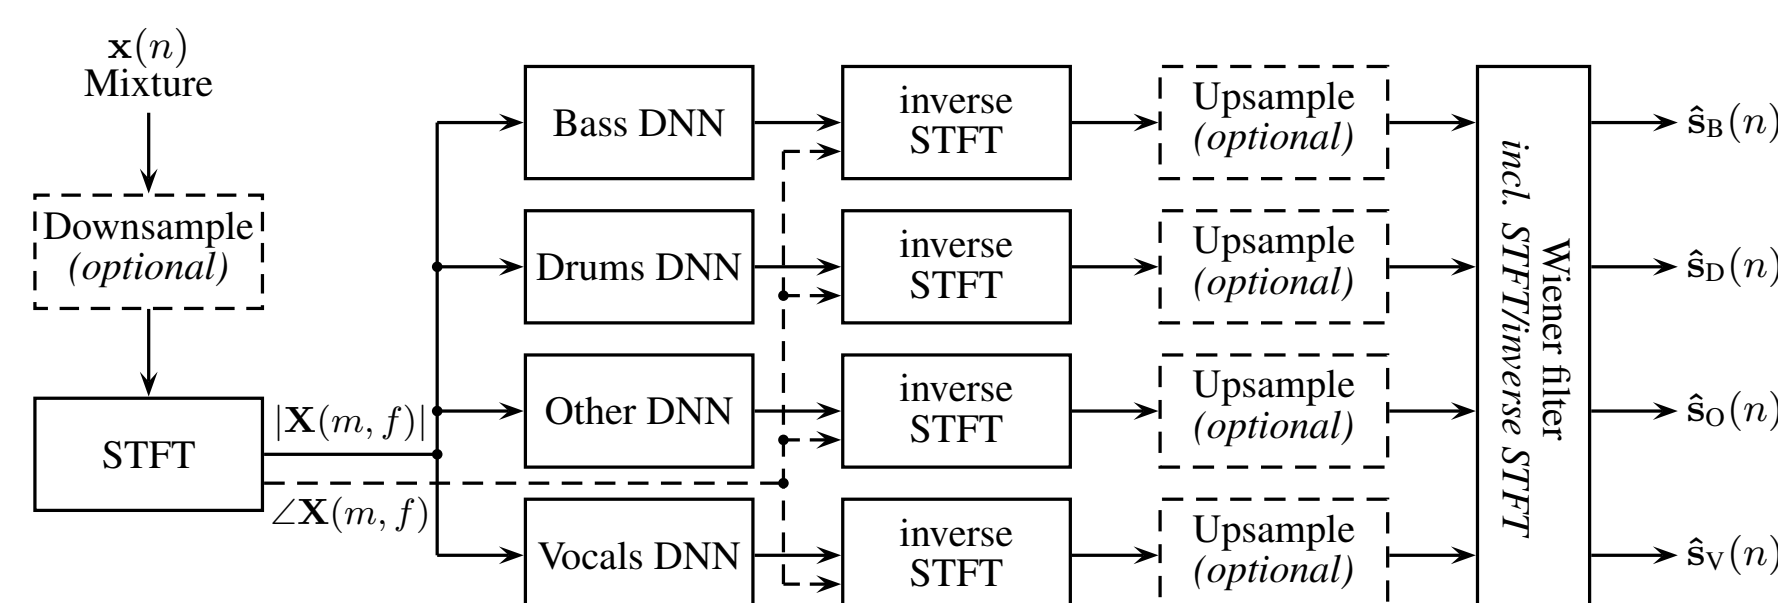 x(n)
Mixture
Downsample
(optional)
STFT
|X(m, f)|
∠X(m, f)
Bass DNN
inverse
STFT
Upsample
(optional)
Drums DNN
inverse
STFT
Upsample
(optional)
Other DNN
inverse
STFT
Upsample
(optional)
Vocals DNN
inverse
STFT
Upsample
(optional)
Wiener filter
incl. STFT/inverse STFT
ŝB(n)
ŝD(n)
ŝO(n)
ŝV(n)